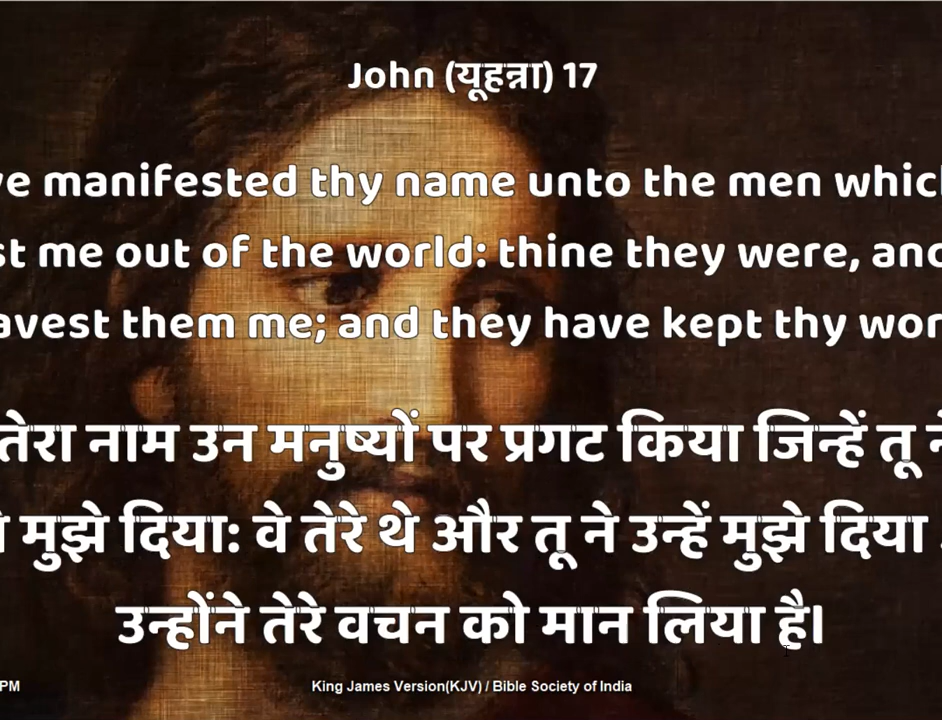 John (यूहन्ना) 17
manifested thy name unto the men
me out of the world: thine they were,
them me; and they have kept thy
तेरा नाम उन मनुष्यों पर प्रगट किया जिन्हें तू
मुझे दिया: वे तेरे थे और तू ने उन्हें मुझे दिया
उन्होंने तेरे वचन को मान लिया है।
PM
King James Version(KJV) / Bible Society of India